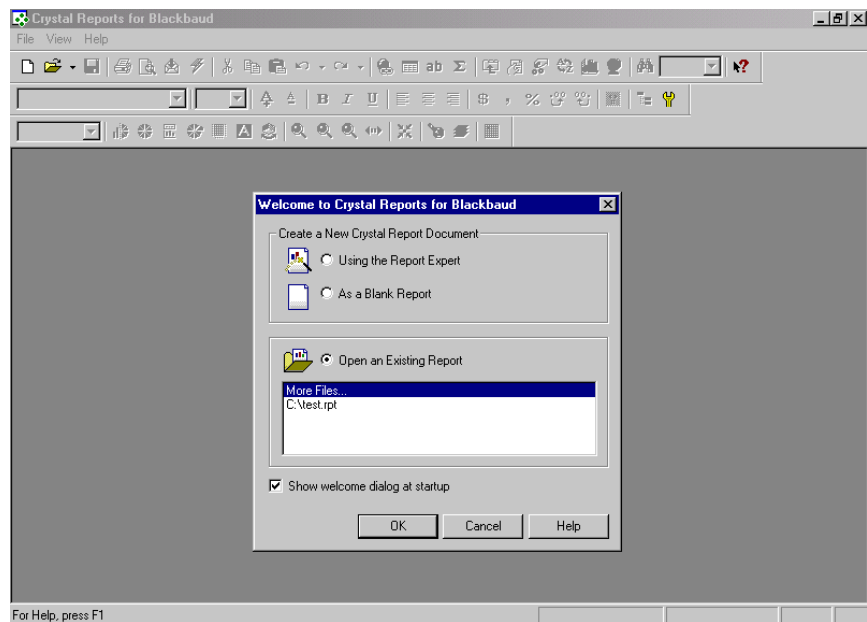 Crystal Reports for Blackbaud
File View Help
ab Σ
B I U $ , %
A
Welcome to Crystal Reports for Blackbaud
Create a New Crystal Report Document
Using the Report Expert
As a Blank Report
Open an Existing Report
More Files...
C:\test.rpt
Show welcome dialog at startup
OK Cancel Help
For Help, press F1